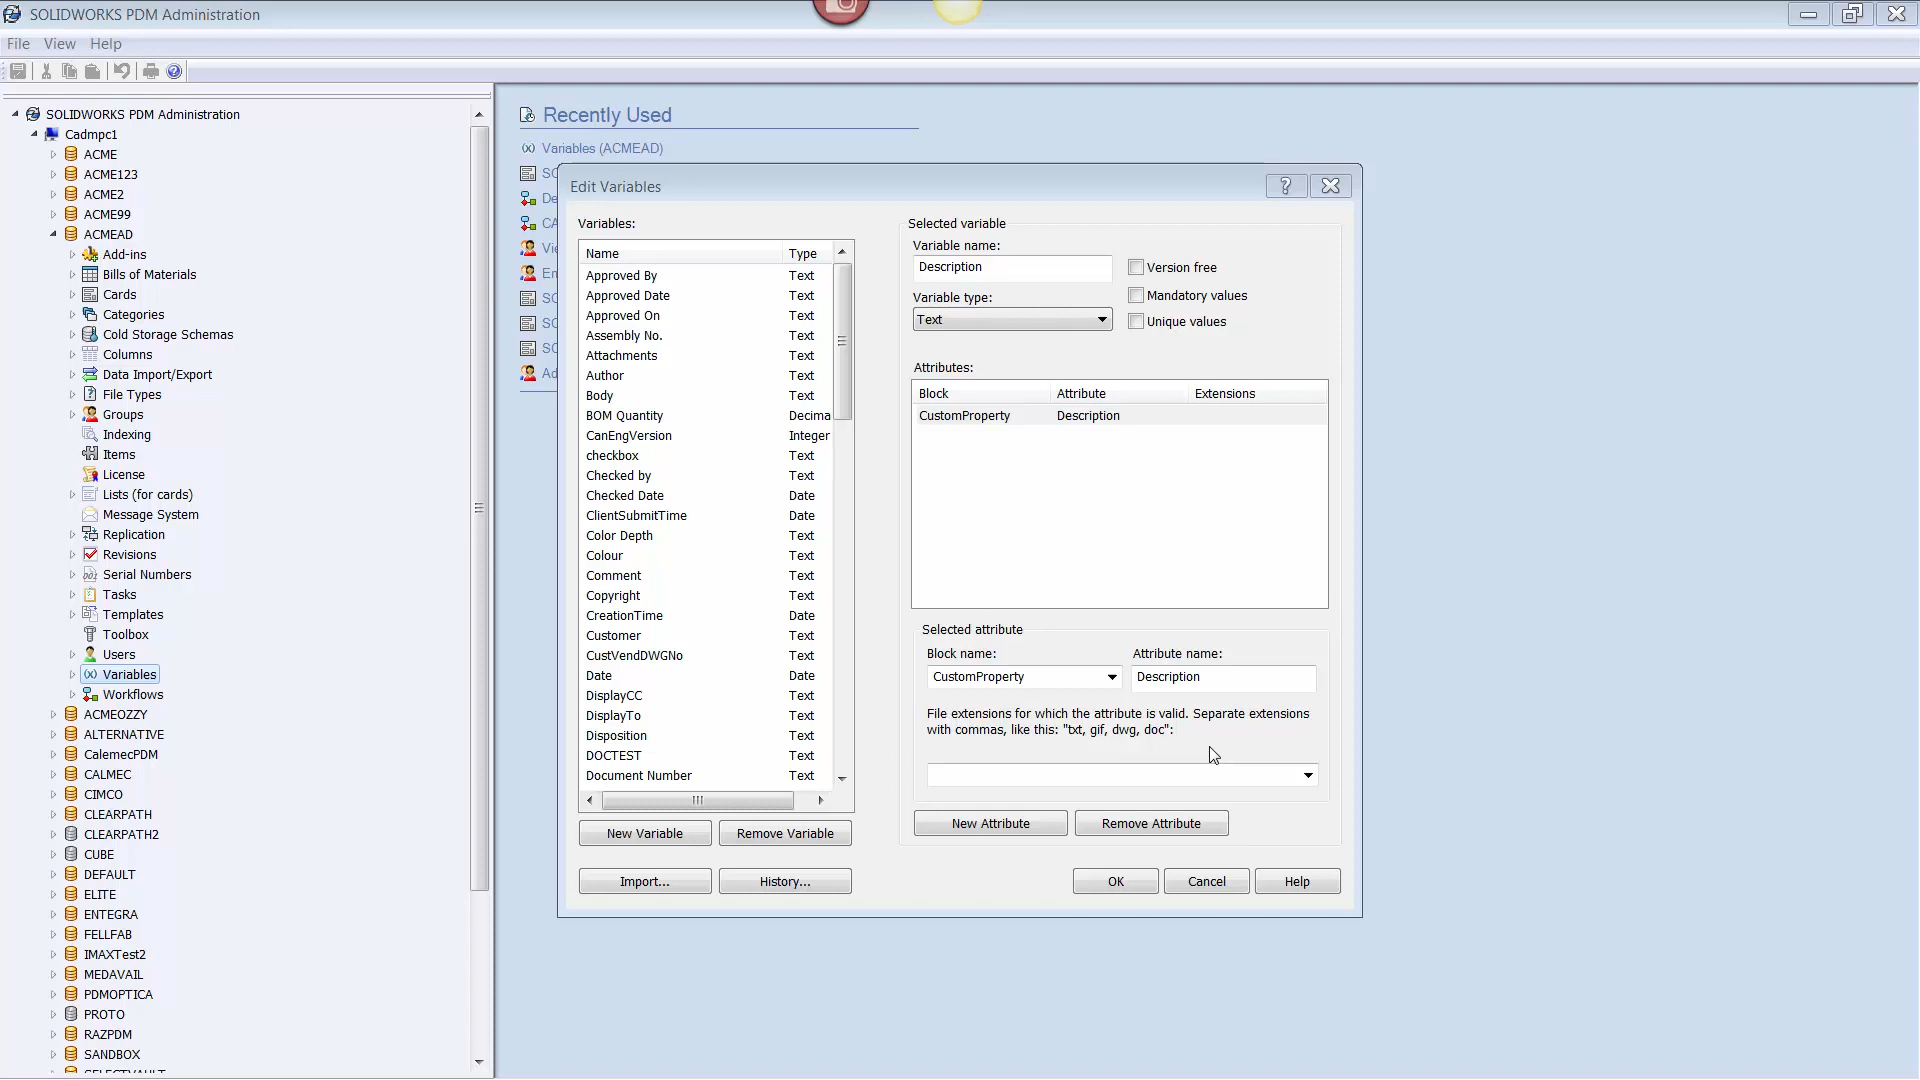 SOLIDWORKS PDM Administration
File View Help
SOLIDWORKS PDM Administration
Cadmpc1
ACME
ACME123
ACME2
ACME99
ACMEAD
Add-ins
Bills of Materials
Cards
Categories
Cold Storage Schemas
Columns
Data Import/Export
File Types
Groups
Indexing
Items
License
Lists (for cards)
Message System
Replication
Revisions
Serial Numbers
Tasks
Templates
Toolbox
Users
Variables
Workflows
ACMEOZZY
ALTERNATIVE
CalemecPDM
CALMEC
CIMCO
CLEARPATH
CLEARPATH2
CUBE
DEFAULT
ELITE
ENTEGRA
FELLFAB
IMAXTest2
MEDAVAIL
PDMOPTICA
PROTO
RAZPDM
SANDBOX
Recently Used
Variables (ACMEAD)
SO
De
CA
Vie
En
SO
SO
SO
Ad
Edit Variables
Variables:
Name Type
Approved By Text
Approved Date Text
Approved On Text
Assembly No. Text
Attachments Text
Author Text
Body Text
BOM Quantity Decima
CanEngVersion Integer
checkbox Text
Checked by Text
Checked Date Date
ClientSubmitTime Date
Color Depth Text
Colour Text
Comment Text
Copyright Text
CreationTime Date
Customer Text
CustVendDWGNo Text
Date Date
DisplayCC Text
DisplayTo Text
Disposition Text
DOCTEST Text
Document Number Text
New Variable Remove Variable
Import... History...
Selected variable
Variable name:
Description
Version free
Variable type:
Mandatory values
Text
Unique values
Attributes:
Block Attribute Extensions
CustomProperty Description
Selected attribute
Block name: Attribute name:
CustomProperty Description
File extensions for which the attribute is valid. Separate extensions
with commas, like this: "txt, gif, dwg, doc":
New Attribute Remove Attribute
OK Cancel Help